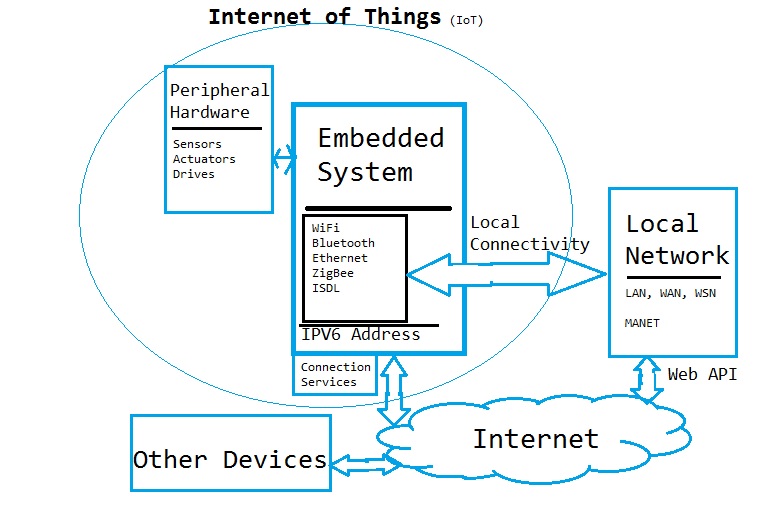 Internet of Things (IoT)
Peripheral
Hardware
Sensors
Actuators
Drives
Embedded
System
WiFi
Bluetooth
Ethernet
ZigBee
ISDL
IPV6 Address
Connection
Services
Local
Connectivity
Local
Network
LAN, WAN, WSN
MANET
Web API
Internet
Other Devices